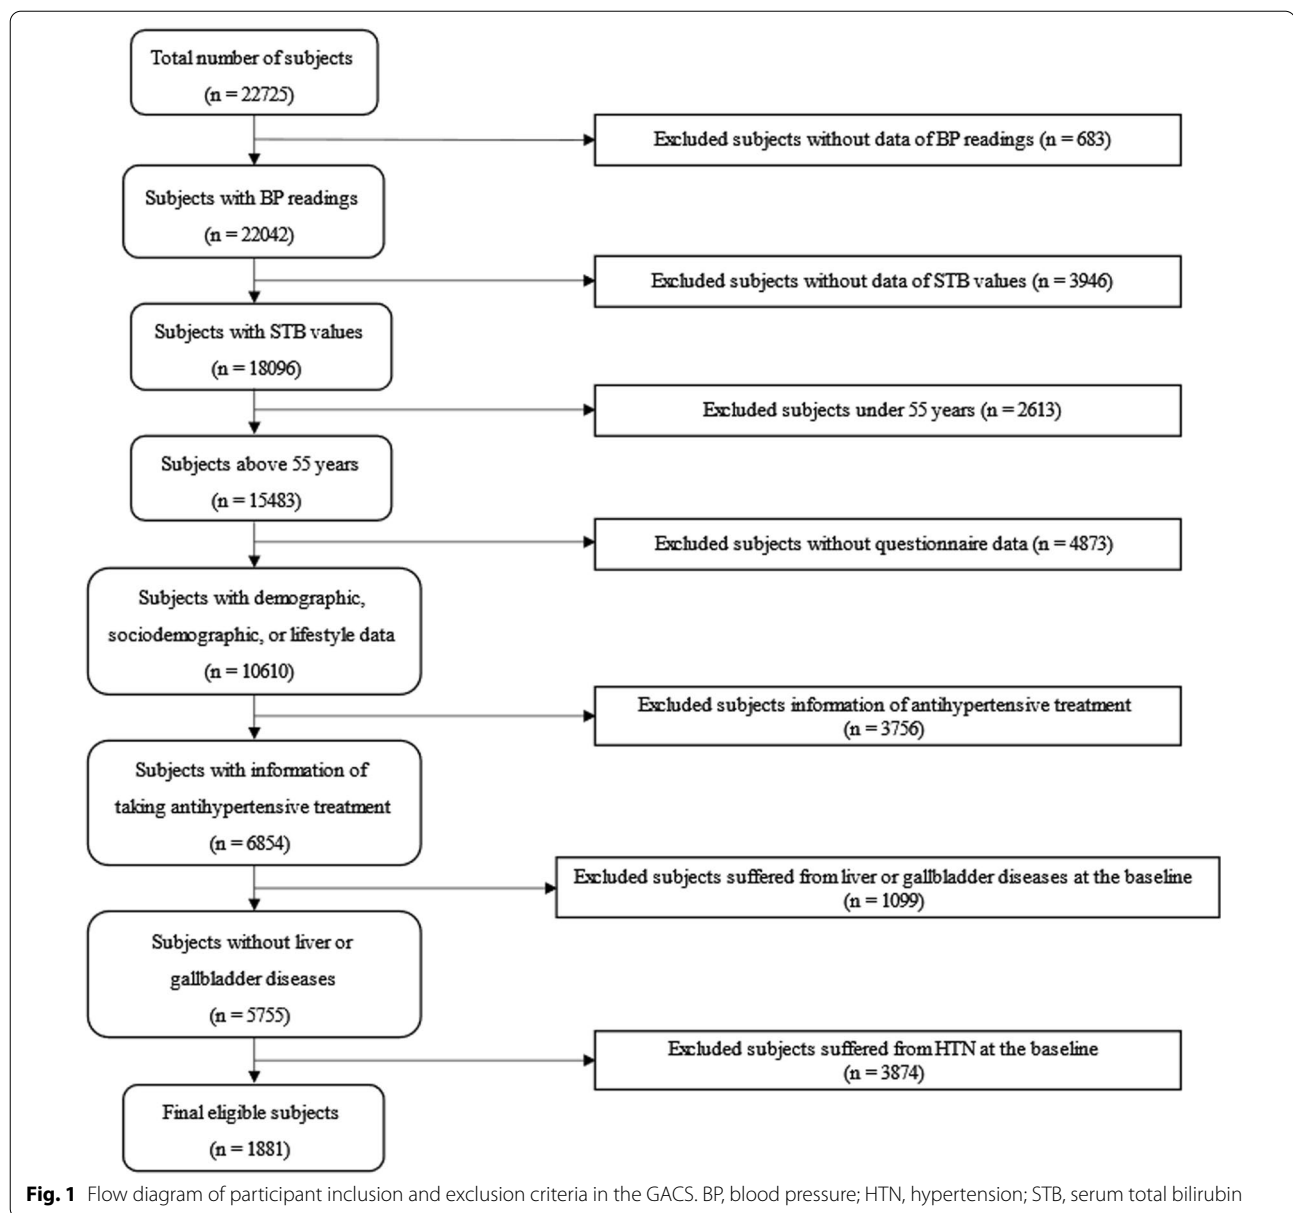 Total number of subjects
(n = 22725)
Excluded subjects without data of BP readings (n = 683)
Subjects with BP readings
(n = 22042)
Excluded subjects without data of STB values (n = 3946)
Subjects with STB values
(n = 18096)
Excluded subjects under 55 years (n = 2613)
Subjects above 55 years
(n = 15483)
Excluded subjects without questionnaire data (n = 4873)
Subjects with demographic,
sociodemographic, or lifestyle data
(n = 10610)
Excluded subjects information of antihypertensive treatment
(n = 3756)
Subjects with information of
taking antihypertensive treatment
(n = 6854)
Excluded subjects suffered from liver or gallbladder diseases at the baseline
(n = 1099)
Subjects without liver or
gallbladder diseases
(n = 5755)
Excluded subjects suffered from HTN at the baseline
(n = 3874)
Final eligible subjects
(n = 1881)
Fig. 1 Flow diagram of participant inclusion and exclusion criteria in the GACS. BP, blood pressure; HTN, hypertension; STB, serum total bilirubin